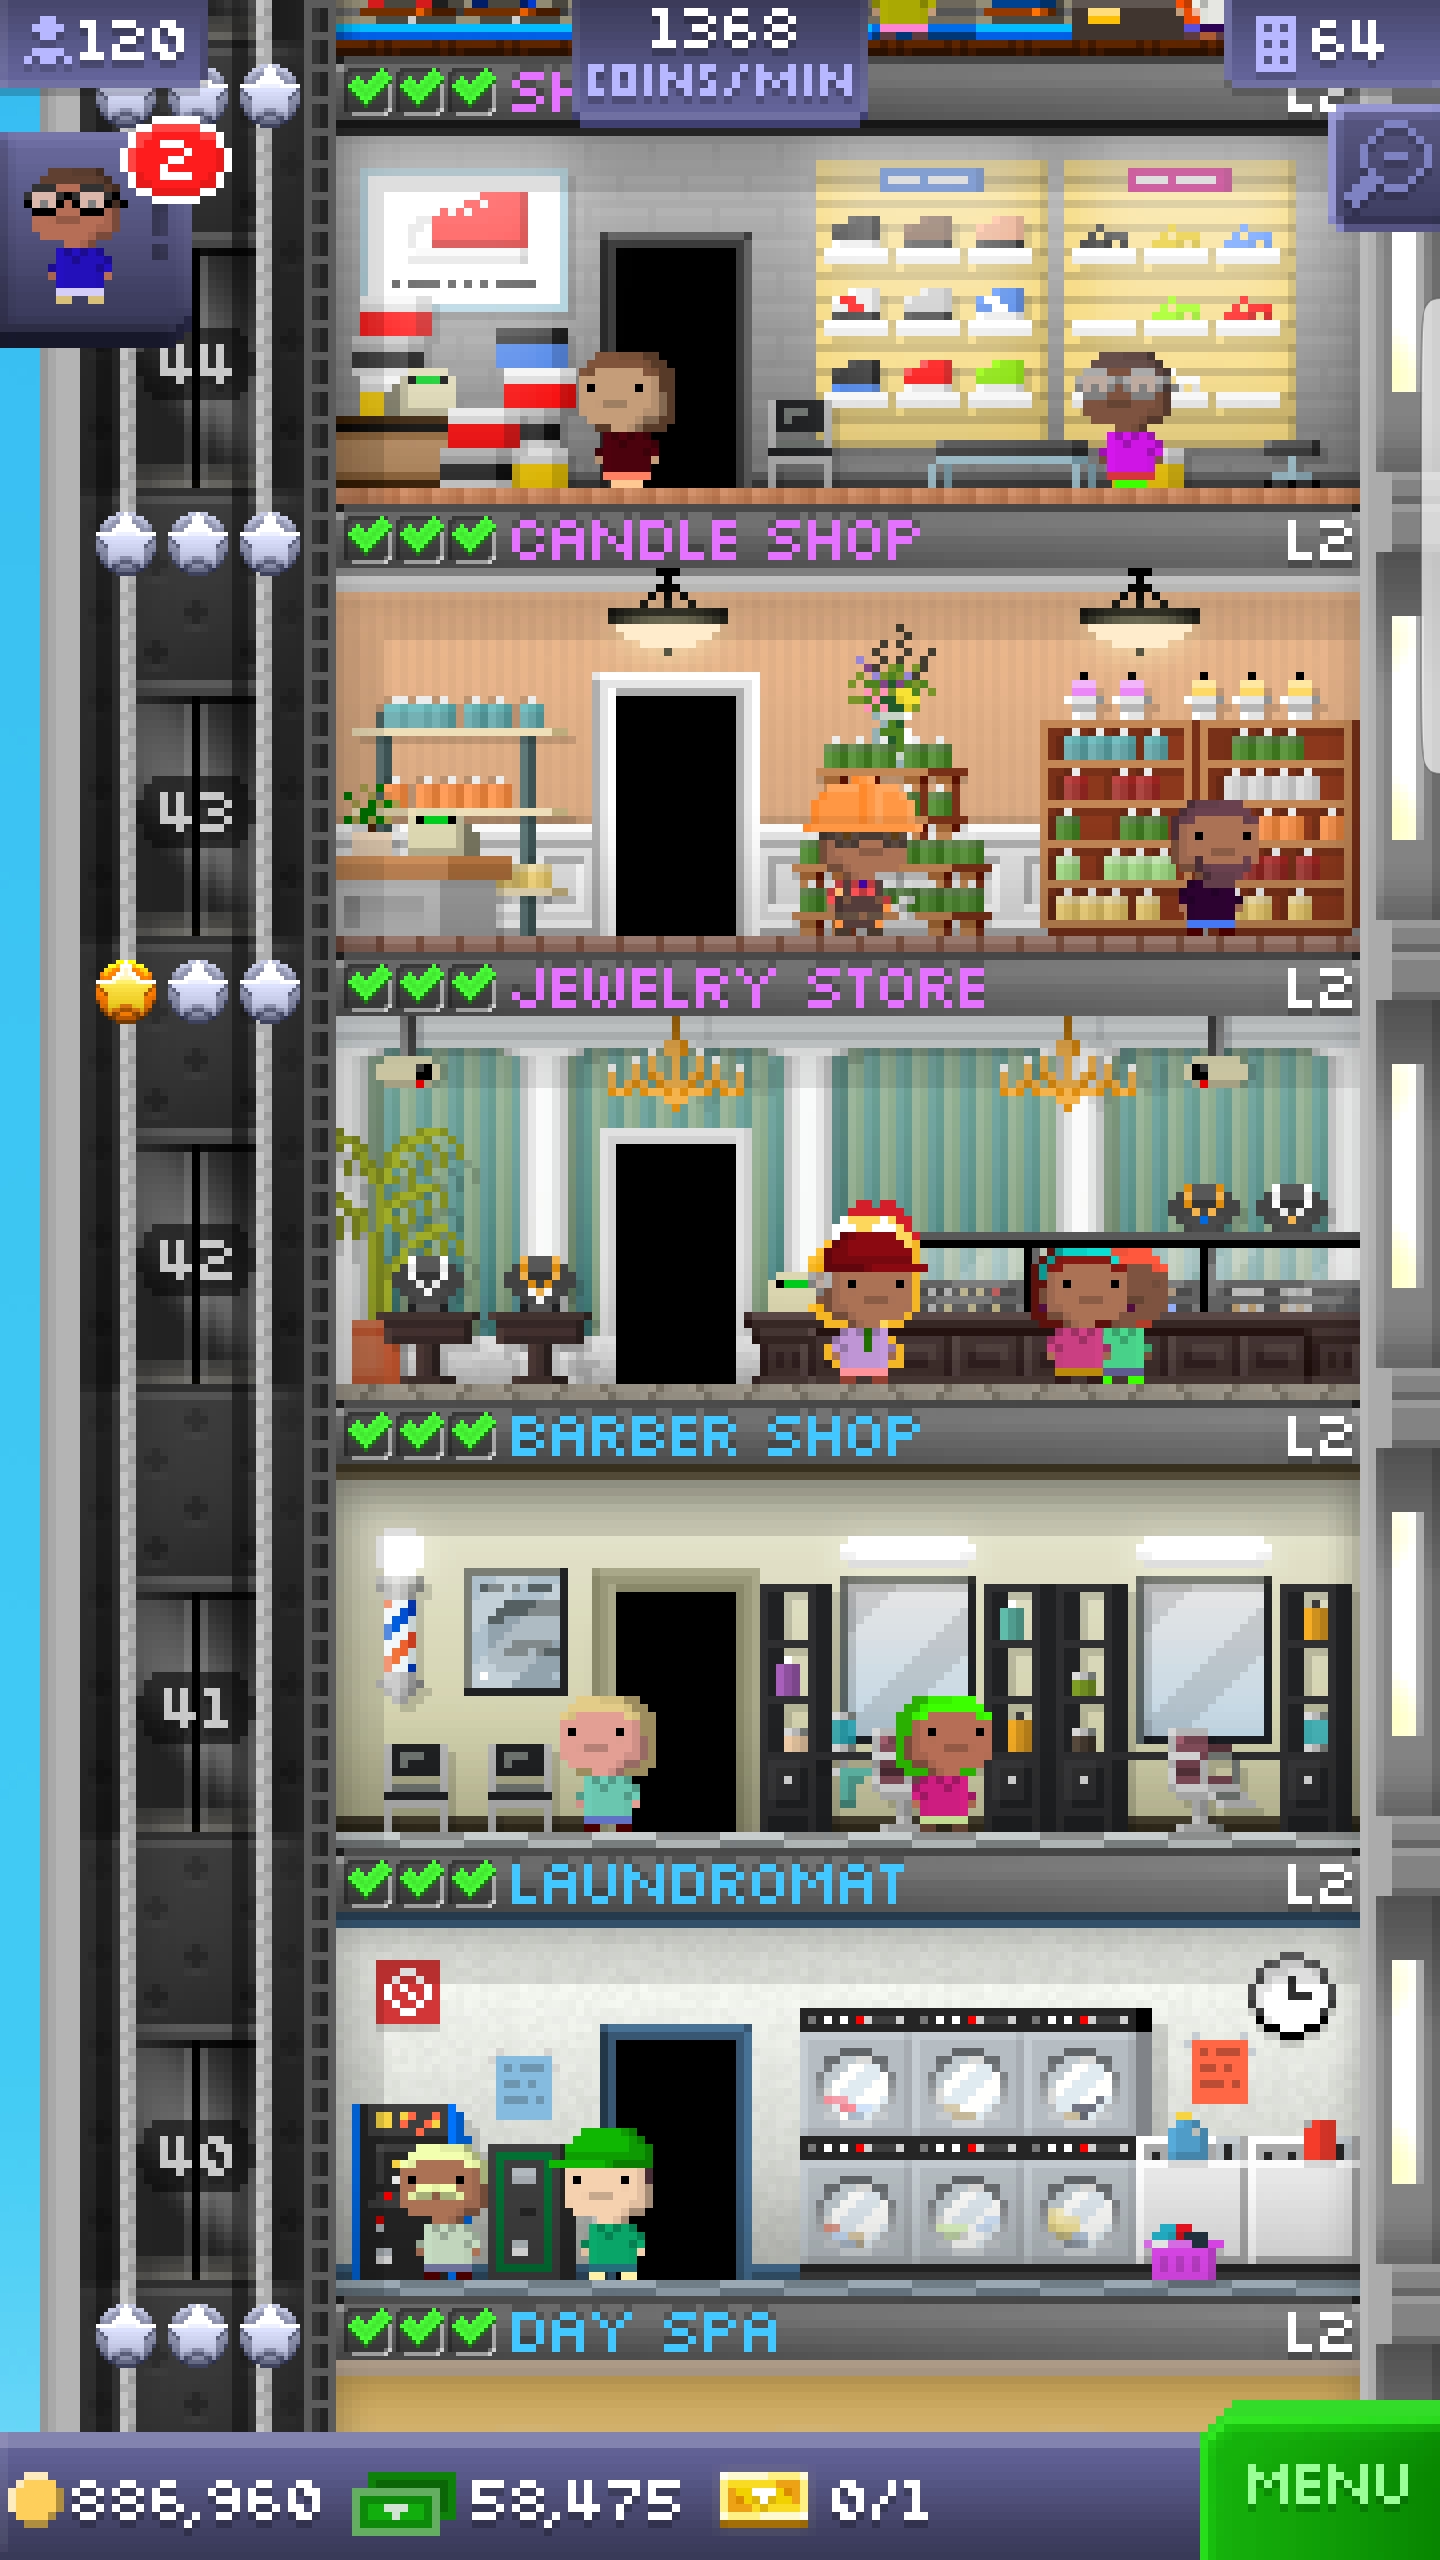 120
1368
COINS/MIN
64
SH
L2
2
44
CANDLE SHOP
L2
43
JEWELRY STORE
L2
42
BARBER SHOP
L2
41
LAUNDROMAT
L2
40
DAY SPA
L2
886,960
58,475
0/1
MENU